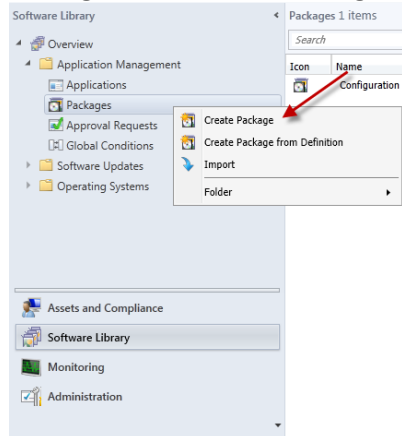 Software Library
Packages 1 items
Search
Icon Name
Configuration
Overview
Application Management
Applications
Packages
Approval Requests
Global Conditions
Software Updates
Operating Systems
Create Package
Create Package from Definition
Import
Folder
Assets and Compliance
Software Library
Monitoring
Administration